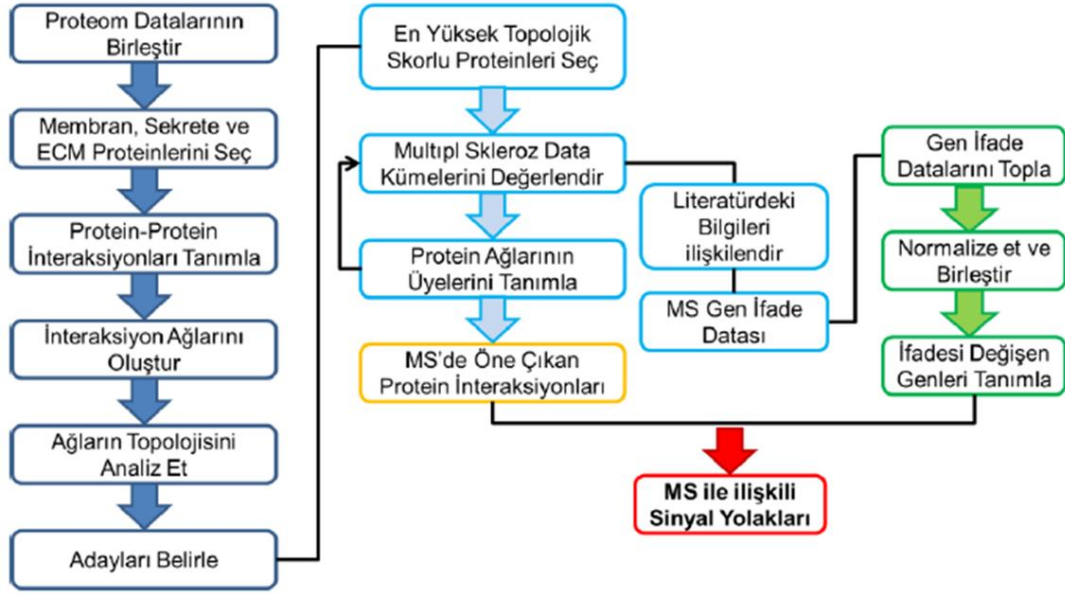 Proteom Datalarının
Birleştir
Membran, Sekrete ve
ECM Proteinlerini Seç
Protein-Protein
İnteraksiyonları Tanımla
İnteraksiyon Ağlarını
Oluştur
Ağların Topolojisini
Analiz Et
Adayları Belirle
En Yüksek Topolojik
Skorlu Proteinleri Seç
Multıpl Skleroz Data
Kümelerini Değerlendir
Protein Ağlarının
Üyelerini Tanımla
MS'de Öne Çıkan
Protein İnteraksiyonları
Literatürdeki
Bilgileri
ilişkilendir
MS Gen İfade
Datası
Gen İfade
Datalarını Topla
Normalize et ve
Birleştir
İfadesi Değişen
Genleri Tanımla
MS ile ilişkili
Sinyal Yolakları